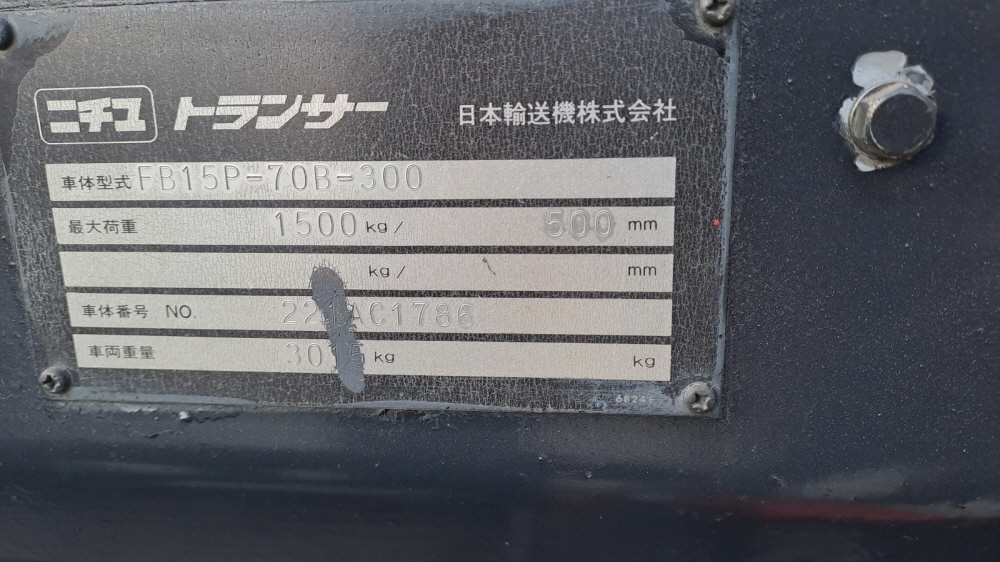 ニチユ トランサー 日本輸送機株式会社
車体型式 FB15P-70B-300
最大荷重 1500 kg / 500 mm
kg / mm
車体番号 NO. 221AC1786
車両重量 kg kg